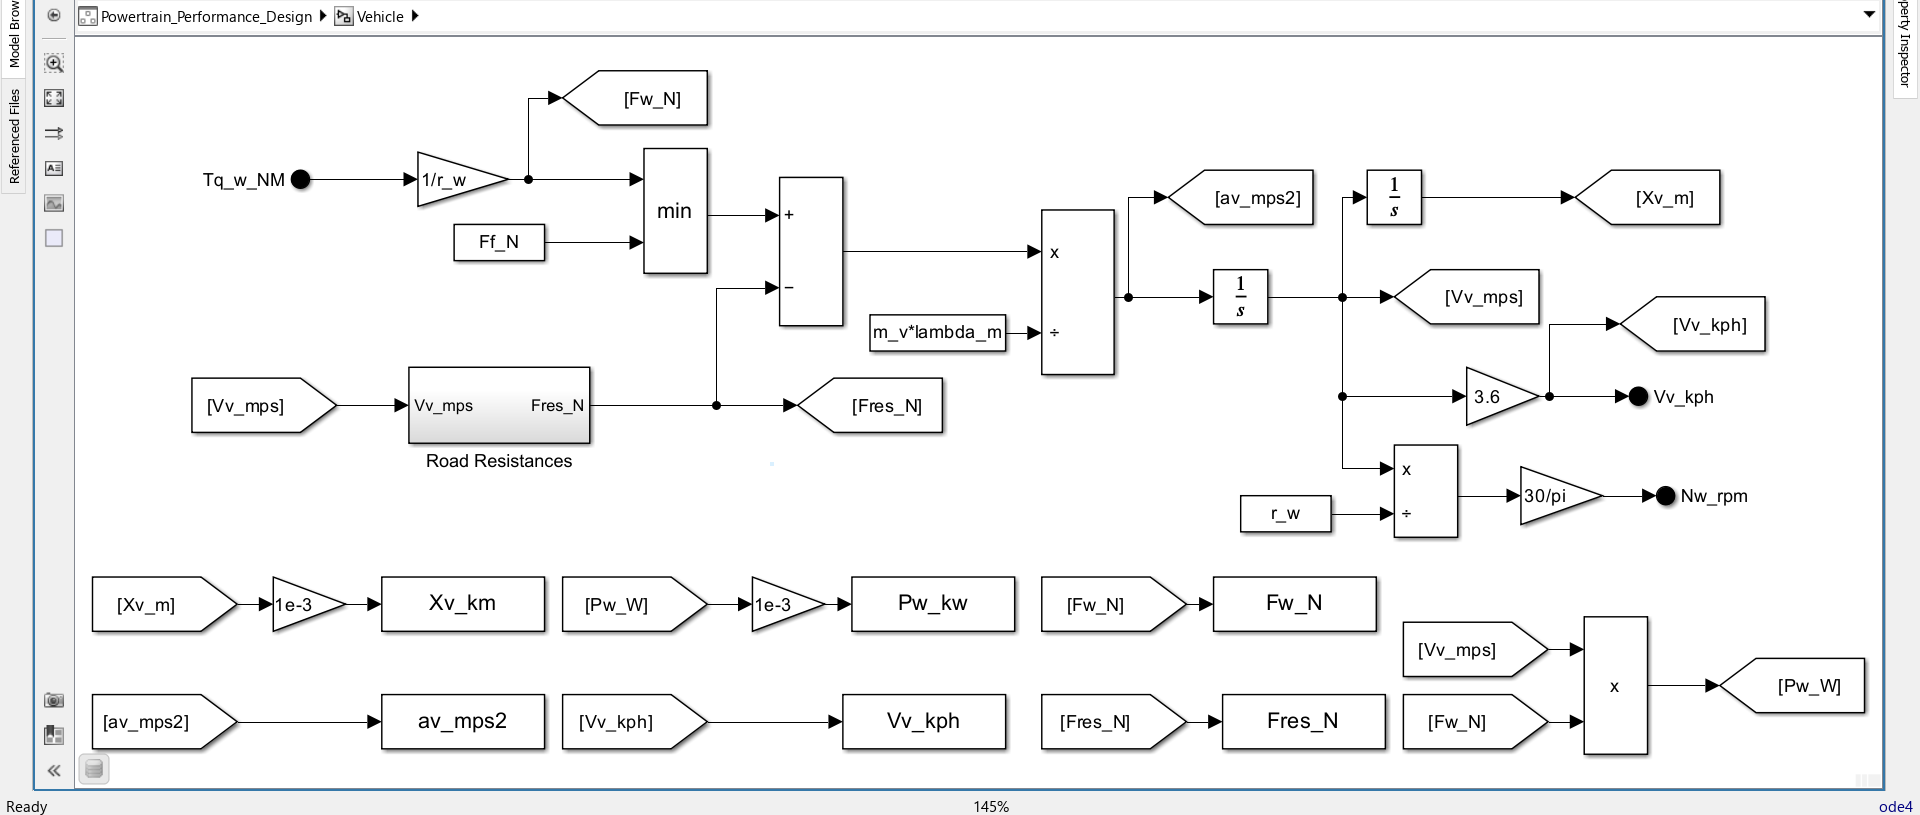 Powertrain_Performance_Design
Vehicle
Model Brow
Referenced Files
perty Inspector
[Fw_N]
Tq_w_NM
1/r_w
min
Ff_N
+
−
[Vv_mps]
Vv_mps
Fres_N
Road Resistances
[Fres_N]
m_v*lambda_m
x
÷
[av_mps2]
1
s
1
s
[Xv_m]
[Vv_mps]
[Vv_kph]
3.6
Vv_kph
x
÷
r_w
30/pi
Nw_rpm
[Xv_m]
1e-3
Xv_km
[Pw_W]
1e-3
Pw_kw
[Fw_N]
Fw_N
[av_mps2]
av_mps2
[Vv_kph]
Vv_kph
[Fres_N]
Fres_N
[Vv_mps]
[Fw_N]
x
[Pw_W]
Ready
145%
ode4